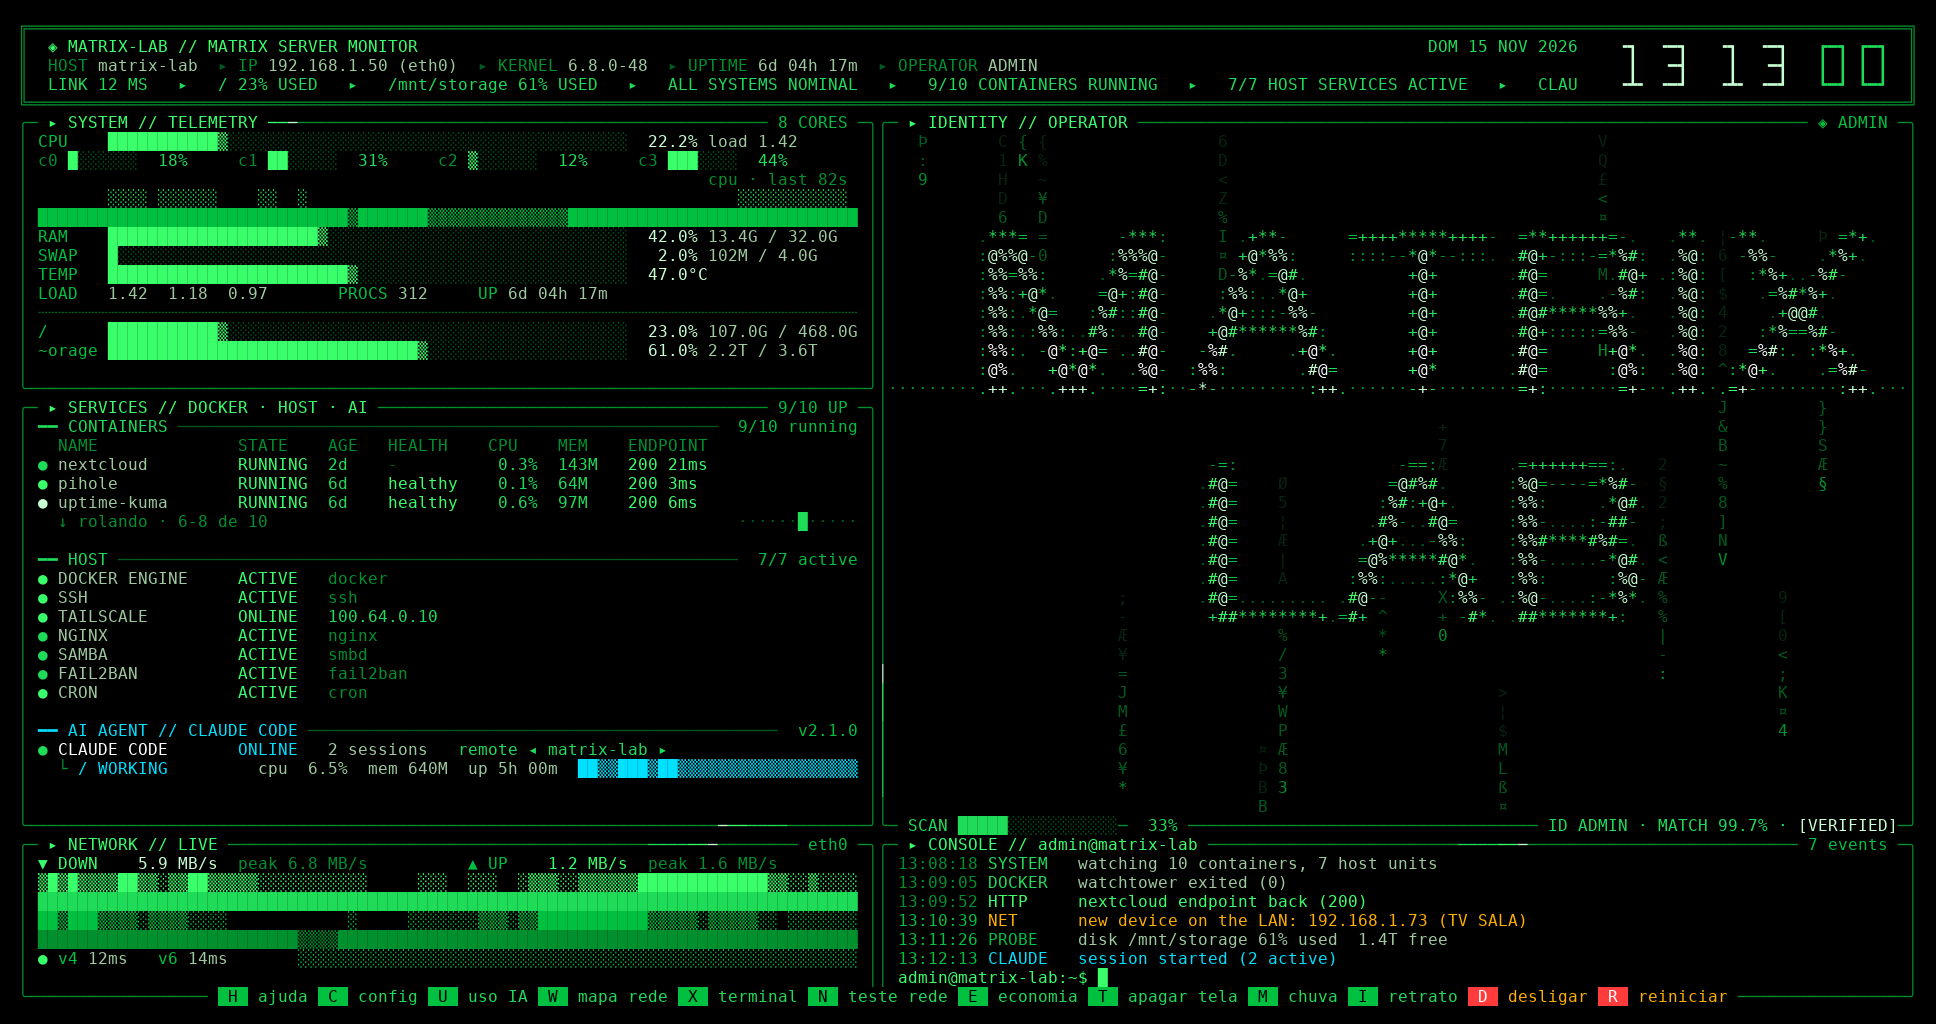 ◈ MATRIX-LAB // MATRIX SERVER MONITOR
DOM 15 NOV 2026
13 13 00
HOST matrix-lab ▸ IP 192.168.1.50 (eth0) ▸ KERNEL 6.8.0-48 ▸ UPTIME 6d 04h 17m ▸ OPERATOR ADMIN
LINK 12 MS ▸ / 23% USED ▸ /mnt/storage 61% USED ▸ ALL SYSTEMS NOMINAL ▸ 9/10 CONTAINERS RUNNING ▸ 7/7 HOST SERVICES ACTIVE ▸ CLAU
▸ SYSTEM // TELEMETRY 8 CORES
CPU 22.2% load 1.42
c0 18% c1 31% c2 12% c3 44%
cpu · last 82s
RAM 42.0% 13.4G / 32.0G
SWAP 2.0% 102M / 4.0G
TEMP 47.0°C
LOAD 1.42 1.18 0.97 PROCS 312 UP 6d 04h 17m
/ 23.0% 107.0G / 468.0G
~orage 61.0% 2.2T / 3.6T
▸ SERVICES // DOCKER · HOST · AI 9/10 UP
CONTAINERS 9/10 running
NAME STATE AGE HEALTH CPU MEM ENDPOINT
● nextcloud RUNNING 2d - 0.3% 143M 200 21ms
● pihole RUNNING 6d healthy 0.1% 64M 200 3ms
● uptime-kuma RUNNING 6d healthy 0.6% 97M 200 6ms
↓ rolando · 6-8 de 10
HOST 7/7 active
● DOCKER ENGINE ACTIVE docker
● SSH ACTIVE ssh
● TAILSCALE ONLINE 100.64.0.10
● NGINX ACTIVE nginx
● SAMBA ACTIVE smbd
● FAIL2BAN ACTIVE fail2ban
● CRON ACTIVE cron
AI AGENT // CLAUDE CODE v2.1.0
● CLAUDE CODE ONLINE 2 sessions remote ◂ matrix-lab ▸
└ / WORKING cpu 6.5% mem 640M up 5h 00m
▸ NETWORK // LIVE eth0
▼ DOWN 5.9 MB/s peak 6.8 MB/s ▲ UP 1.2 MB/s peak 1.6 MB/s
● v4 12ms v6 14ms
▸ IDENTITY // OPERATOR ◈ ADMIN
MATRIX
LAB
SCAN 33% ID ADMIN · MATCH 99.7% · [VERIFIED]
▸ CONSOLE // admin@matrix-lab 7 events
13:08:18 SYSTEM watching 10 containers, 7 host units
13:09:05 DOCKER watchtower exited (0)
13:09:52 HTTP nextcloud endpoint back (200)
13:10:39 NET new device on the LAN: 192.168.1.73 (TV SALA)
13:11:26 PROBE disk /mnt/storage 61% used 1.4T free
13:12:13 CLAUDE session started (2 active)
admin@matrix-lab:~$
H ajuda C config U uso IA W mapa rede X terminal N teste rede E economia T apagar tela M chuva I retrato D desligar R reiniciar